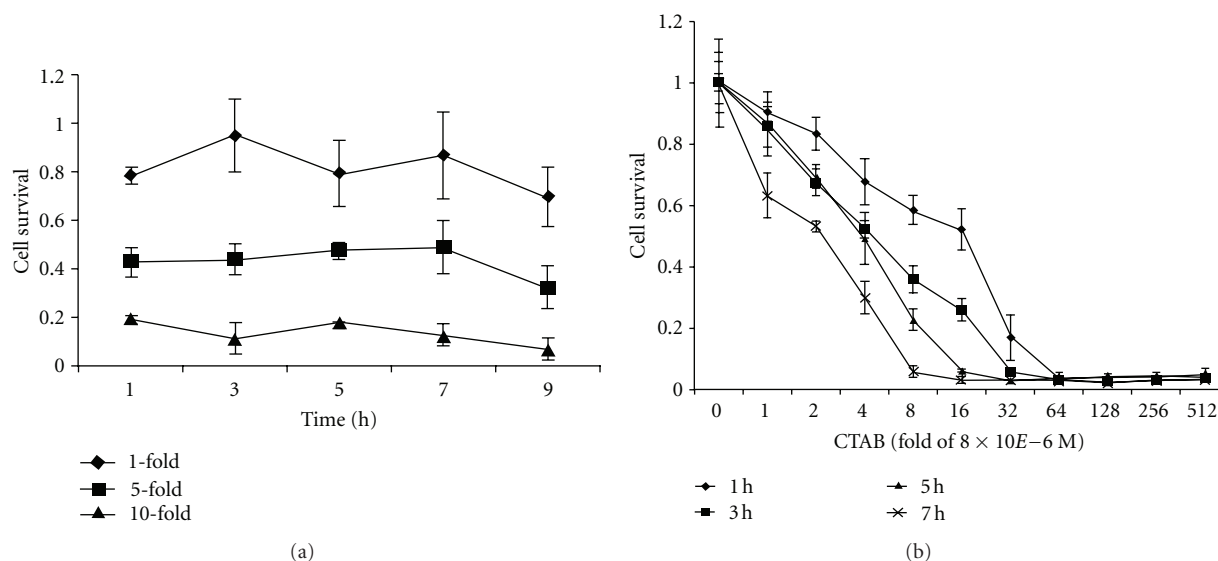 Cell survival
1.2
1
0.8
0.6
0.4
0.2
0
1 3 5 7 9
Time (h)
1-fold
5-fold
10-fold
(a)
Cell survival
1.2
1
0.8
0.6
0.4
0.2
0
0 1 2 4 8 16 32 64 128 256 512
CTAB (fold of 8 × 10E−6 M)
1 h
3 h
5 h
7 h
(b)